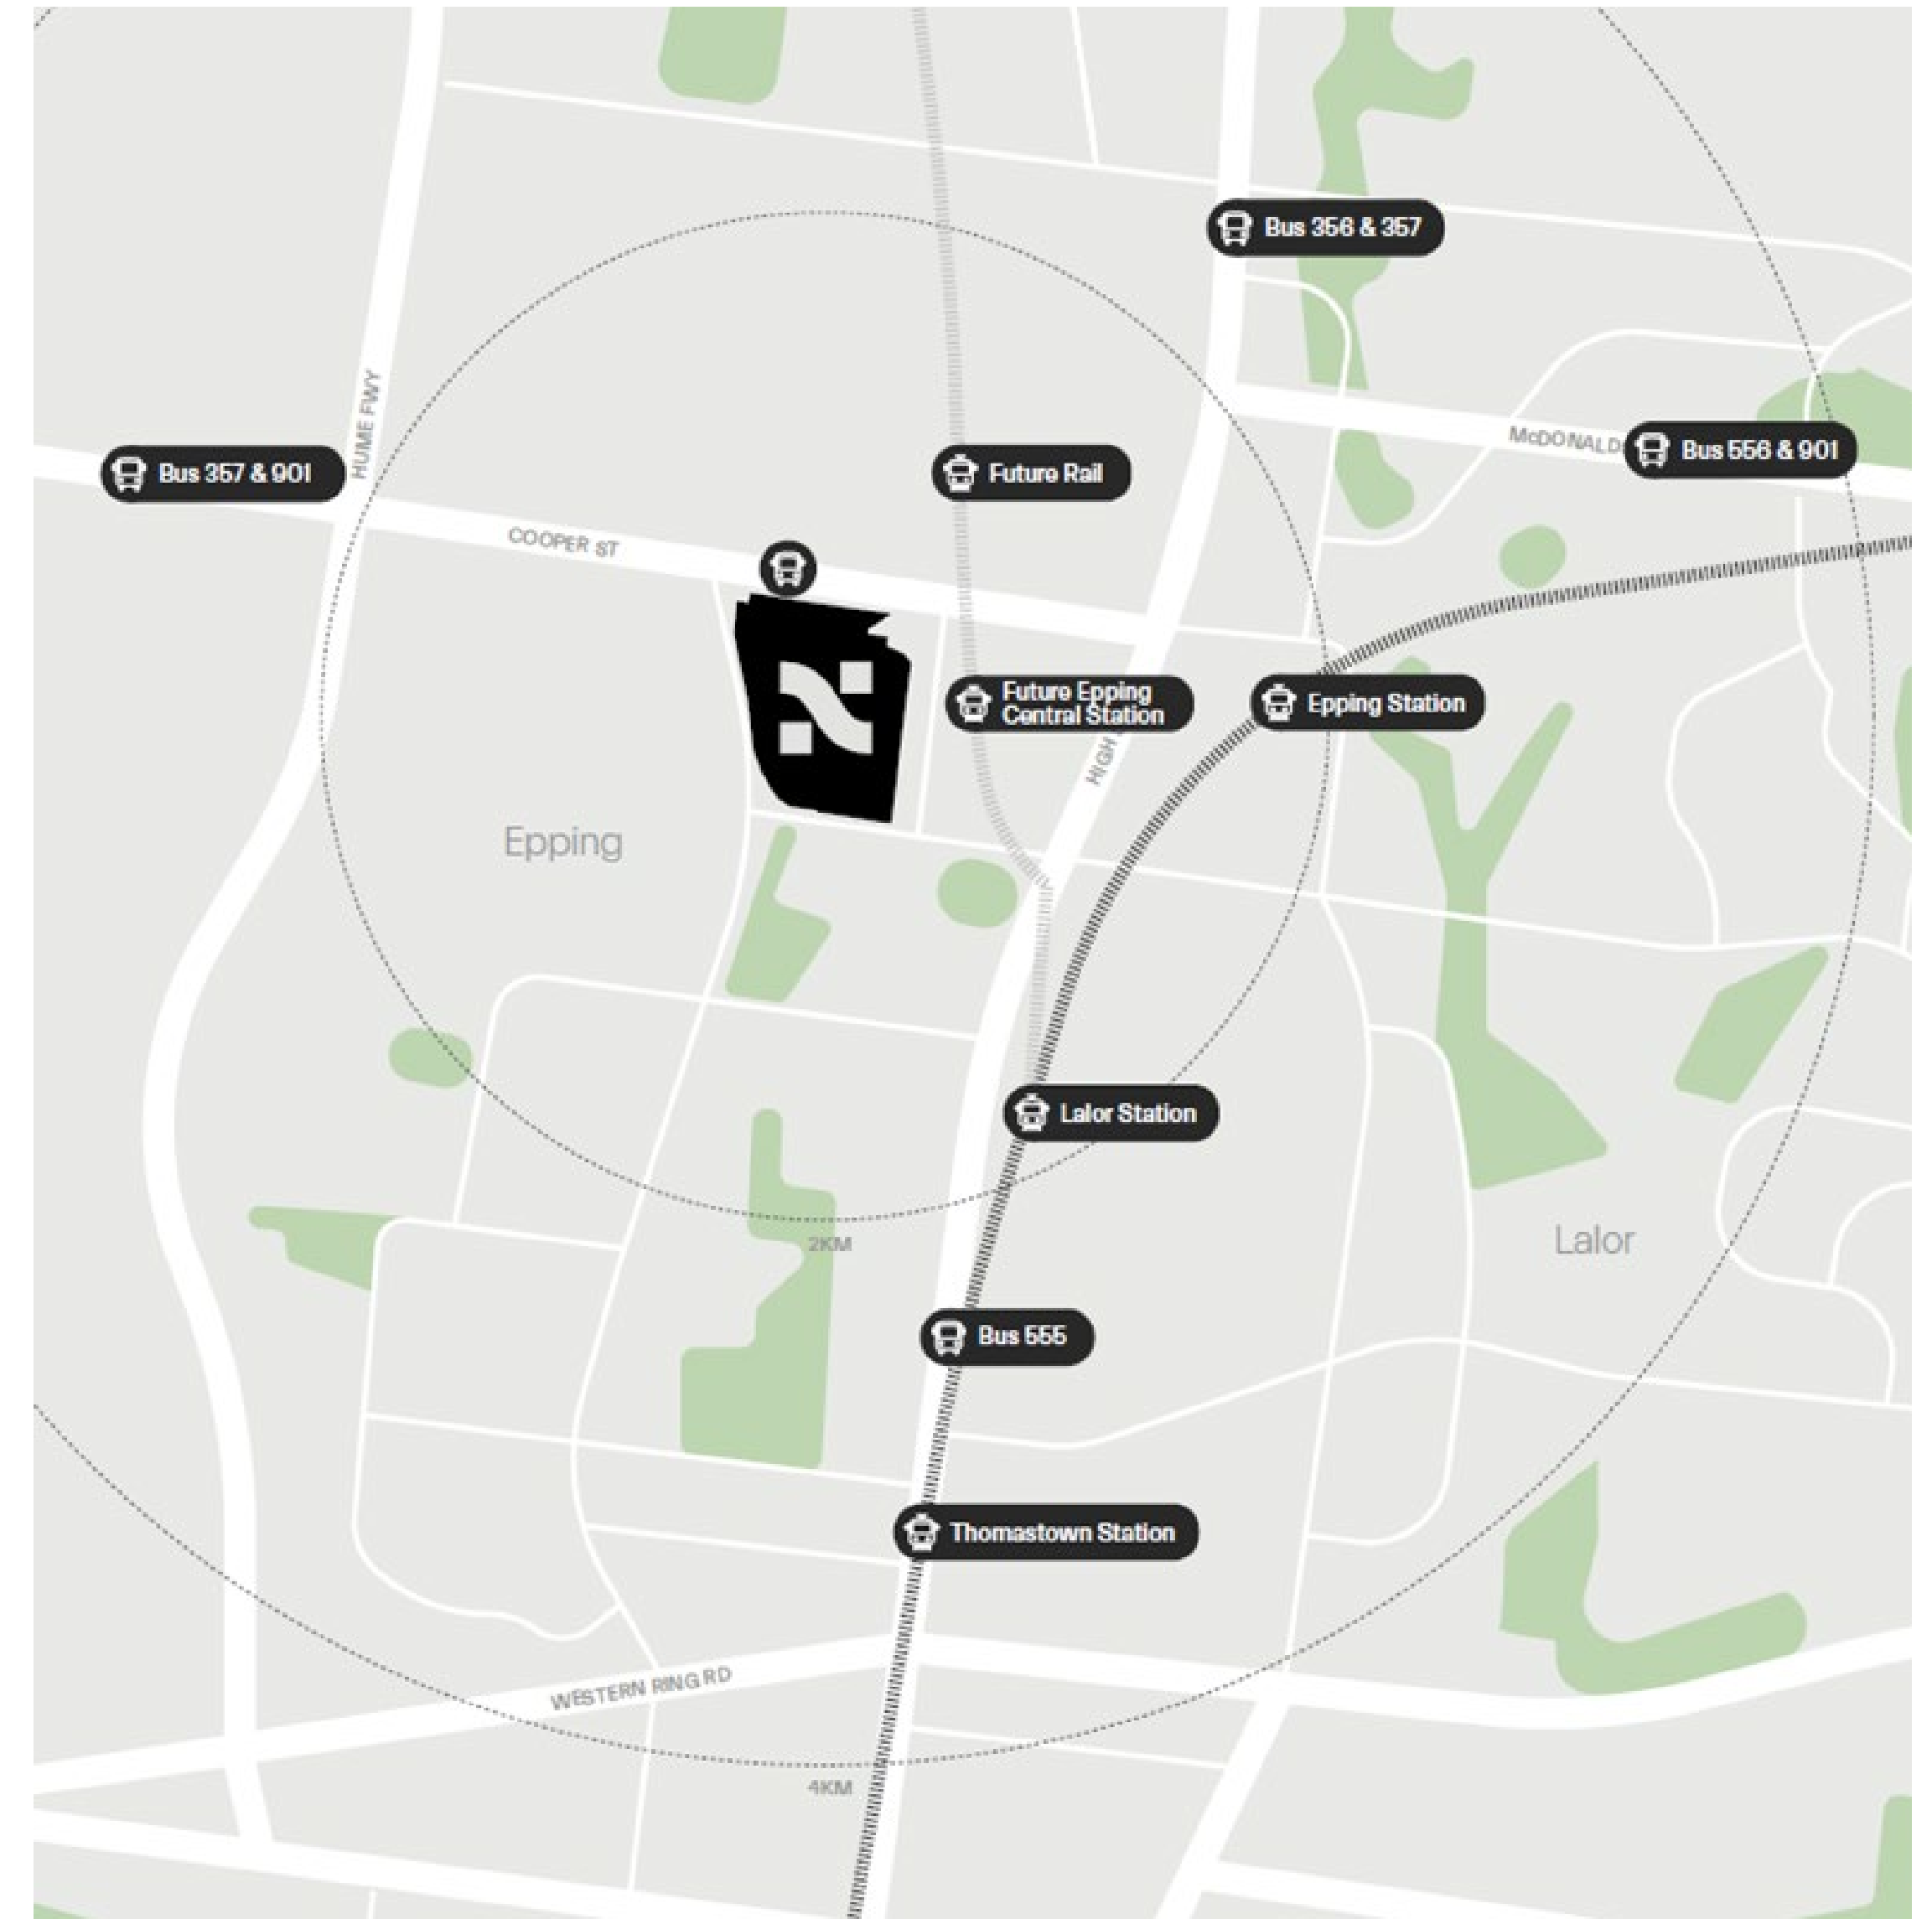 Bus 356 & 357
HUME FWY
McDONALD
Bus 556 & 901
Bus 357 & 901
Future Rail
COOPER ST
Future Epping
Central Station
Epping Station
HIGH
Epping
Lalor Station
2KM
Lalor
Bus 555
Thomastown Station
WESTERN RING RD
4KM